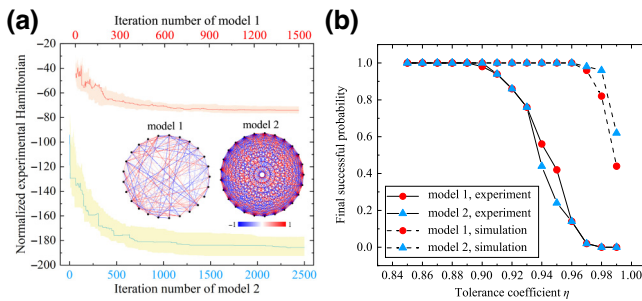 (a)
Iteration number of model 1
0 300 600 900 1200 1500
Normalized experimental Hamiltonian
−20
−40
−60
−80
−100
−120
−140
−160
−180
−200
model 1 model 2
−1 1
0 500 1000 1500 2000 2500
Iteration number of model 2
(b)
Final successful probability
1.0
0.8
0.6
0.4
0.2
0.0
model 1, experiment
model 2, experiment
model 1, simulation
model 2, simulation
0.84 0.86 0.88 0.90 0.92 0.94 0.96 0.98 1.00
Tolerance coefficient η